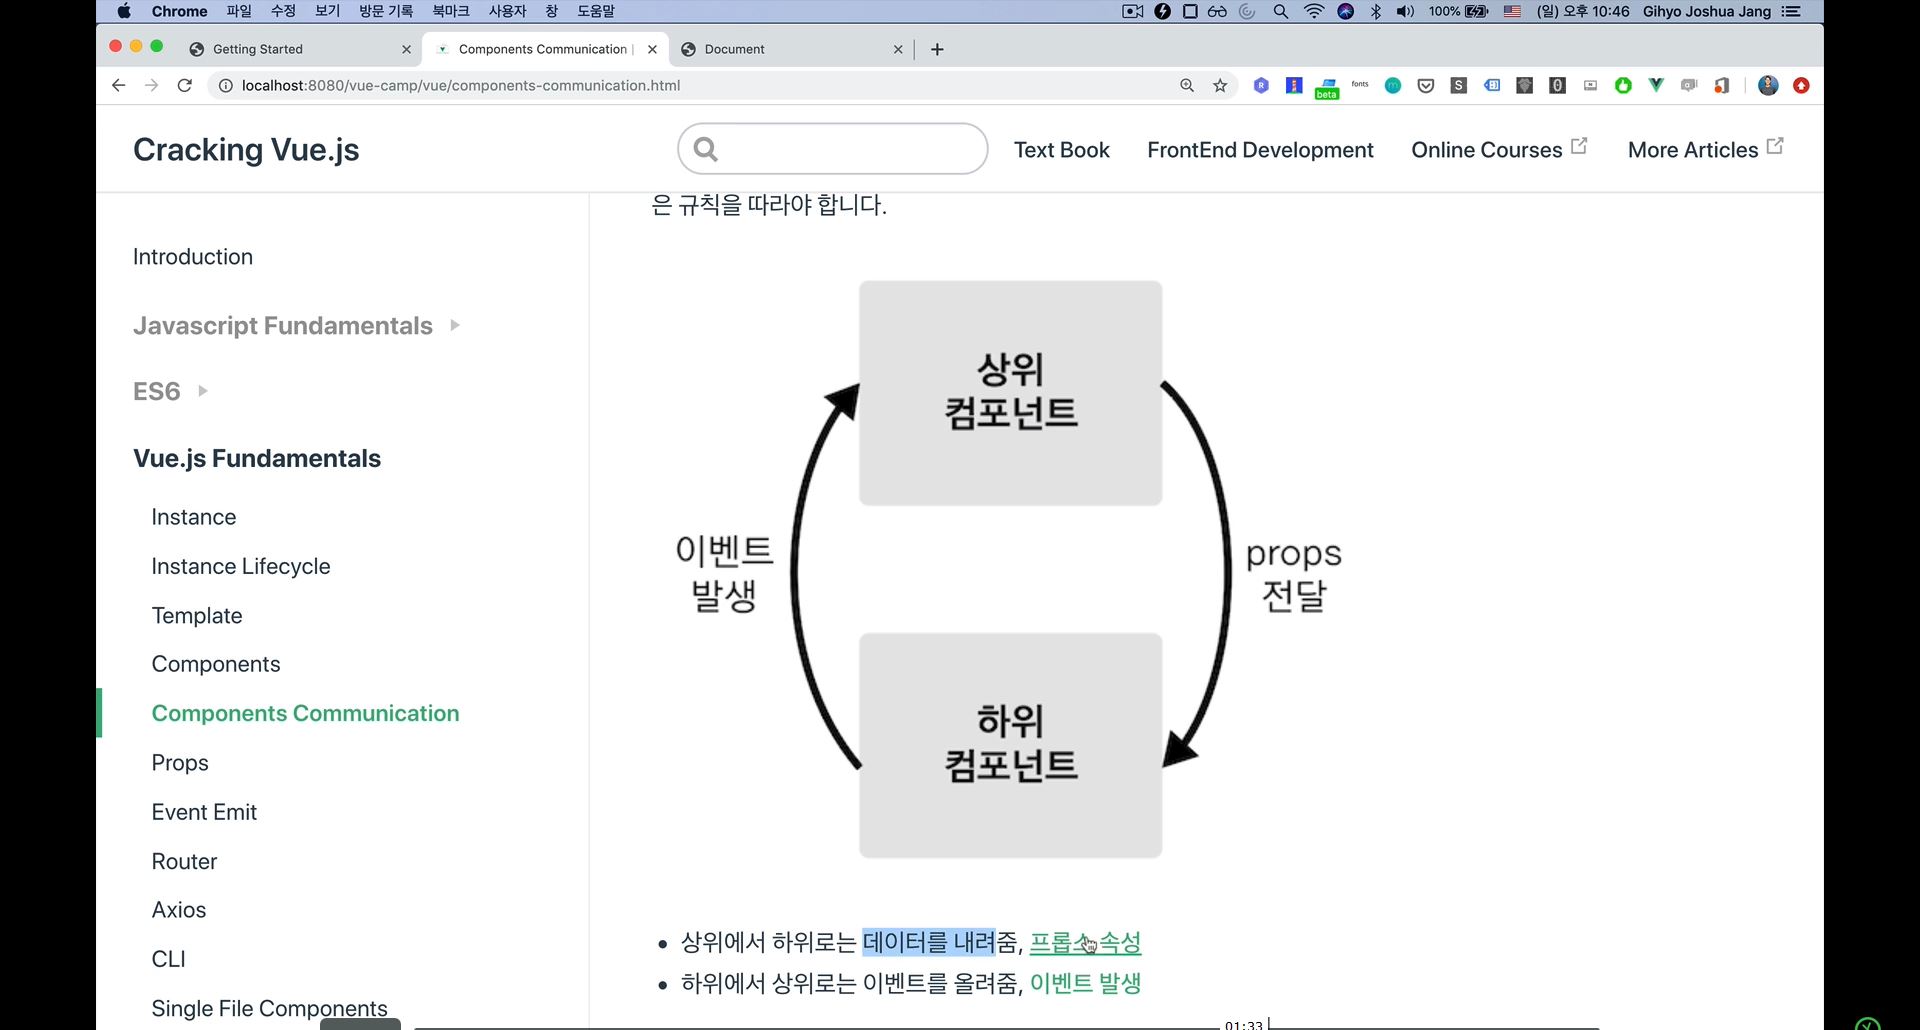 Chrome 파일 수정 보기 방문 기록 북마크 사용자 창 도움말 100% (일) 오후 10:46 Gihyo Joshua Jang
Getting Started Components Communication | Document
localhost:8080/vue-camp/vue/components-communication.html
fonts
beta
Cracking Vue.js Text Book FrontEnd Development Online Courses More Articles
Introduction
Javascript Fundamentals
ES6
Vue.js Fundamentals
Instance
Instance Lifecycle
Template
Components
Components Communication
Props
Event Emit
Router
Axios
CLI
Single File Components
은 규칙을 따라야 합니다.
상위
컴포넌트
이벤트
발생
props
전달
하위
컴포넌트
상위에서 하위로는 데이터를 내려줌, 프롭스 속성
하위에서 상위로는 이벤트를 올려줌, 이벤트 발생
01:33